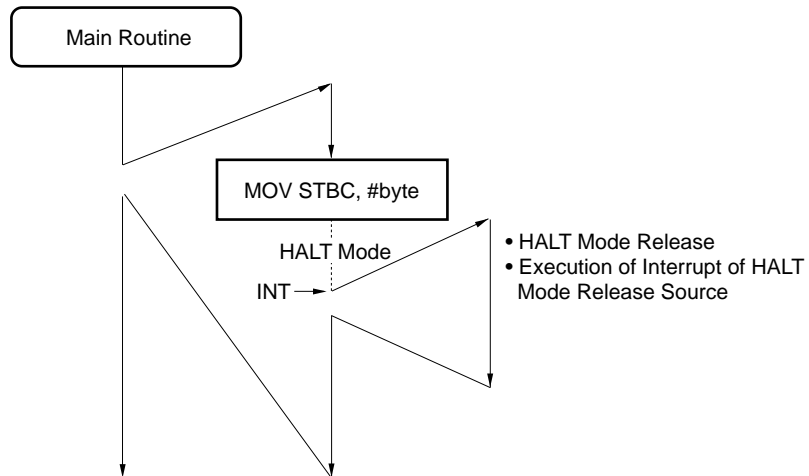 Main Routine
MOV STBC, #byte
HALT Mode
INT
• HALT Mode Release
• Execution of Interrupt of HALT
Mode Release Source